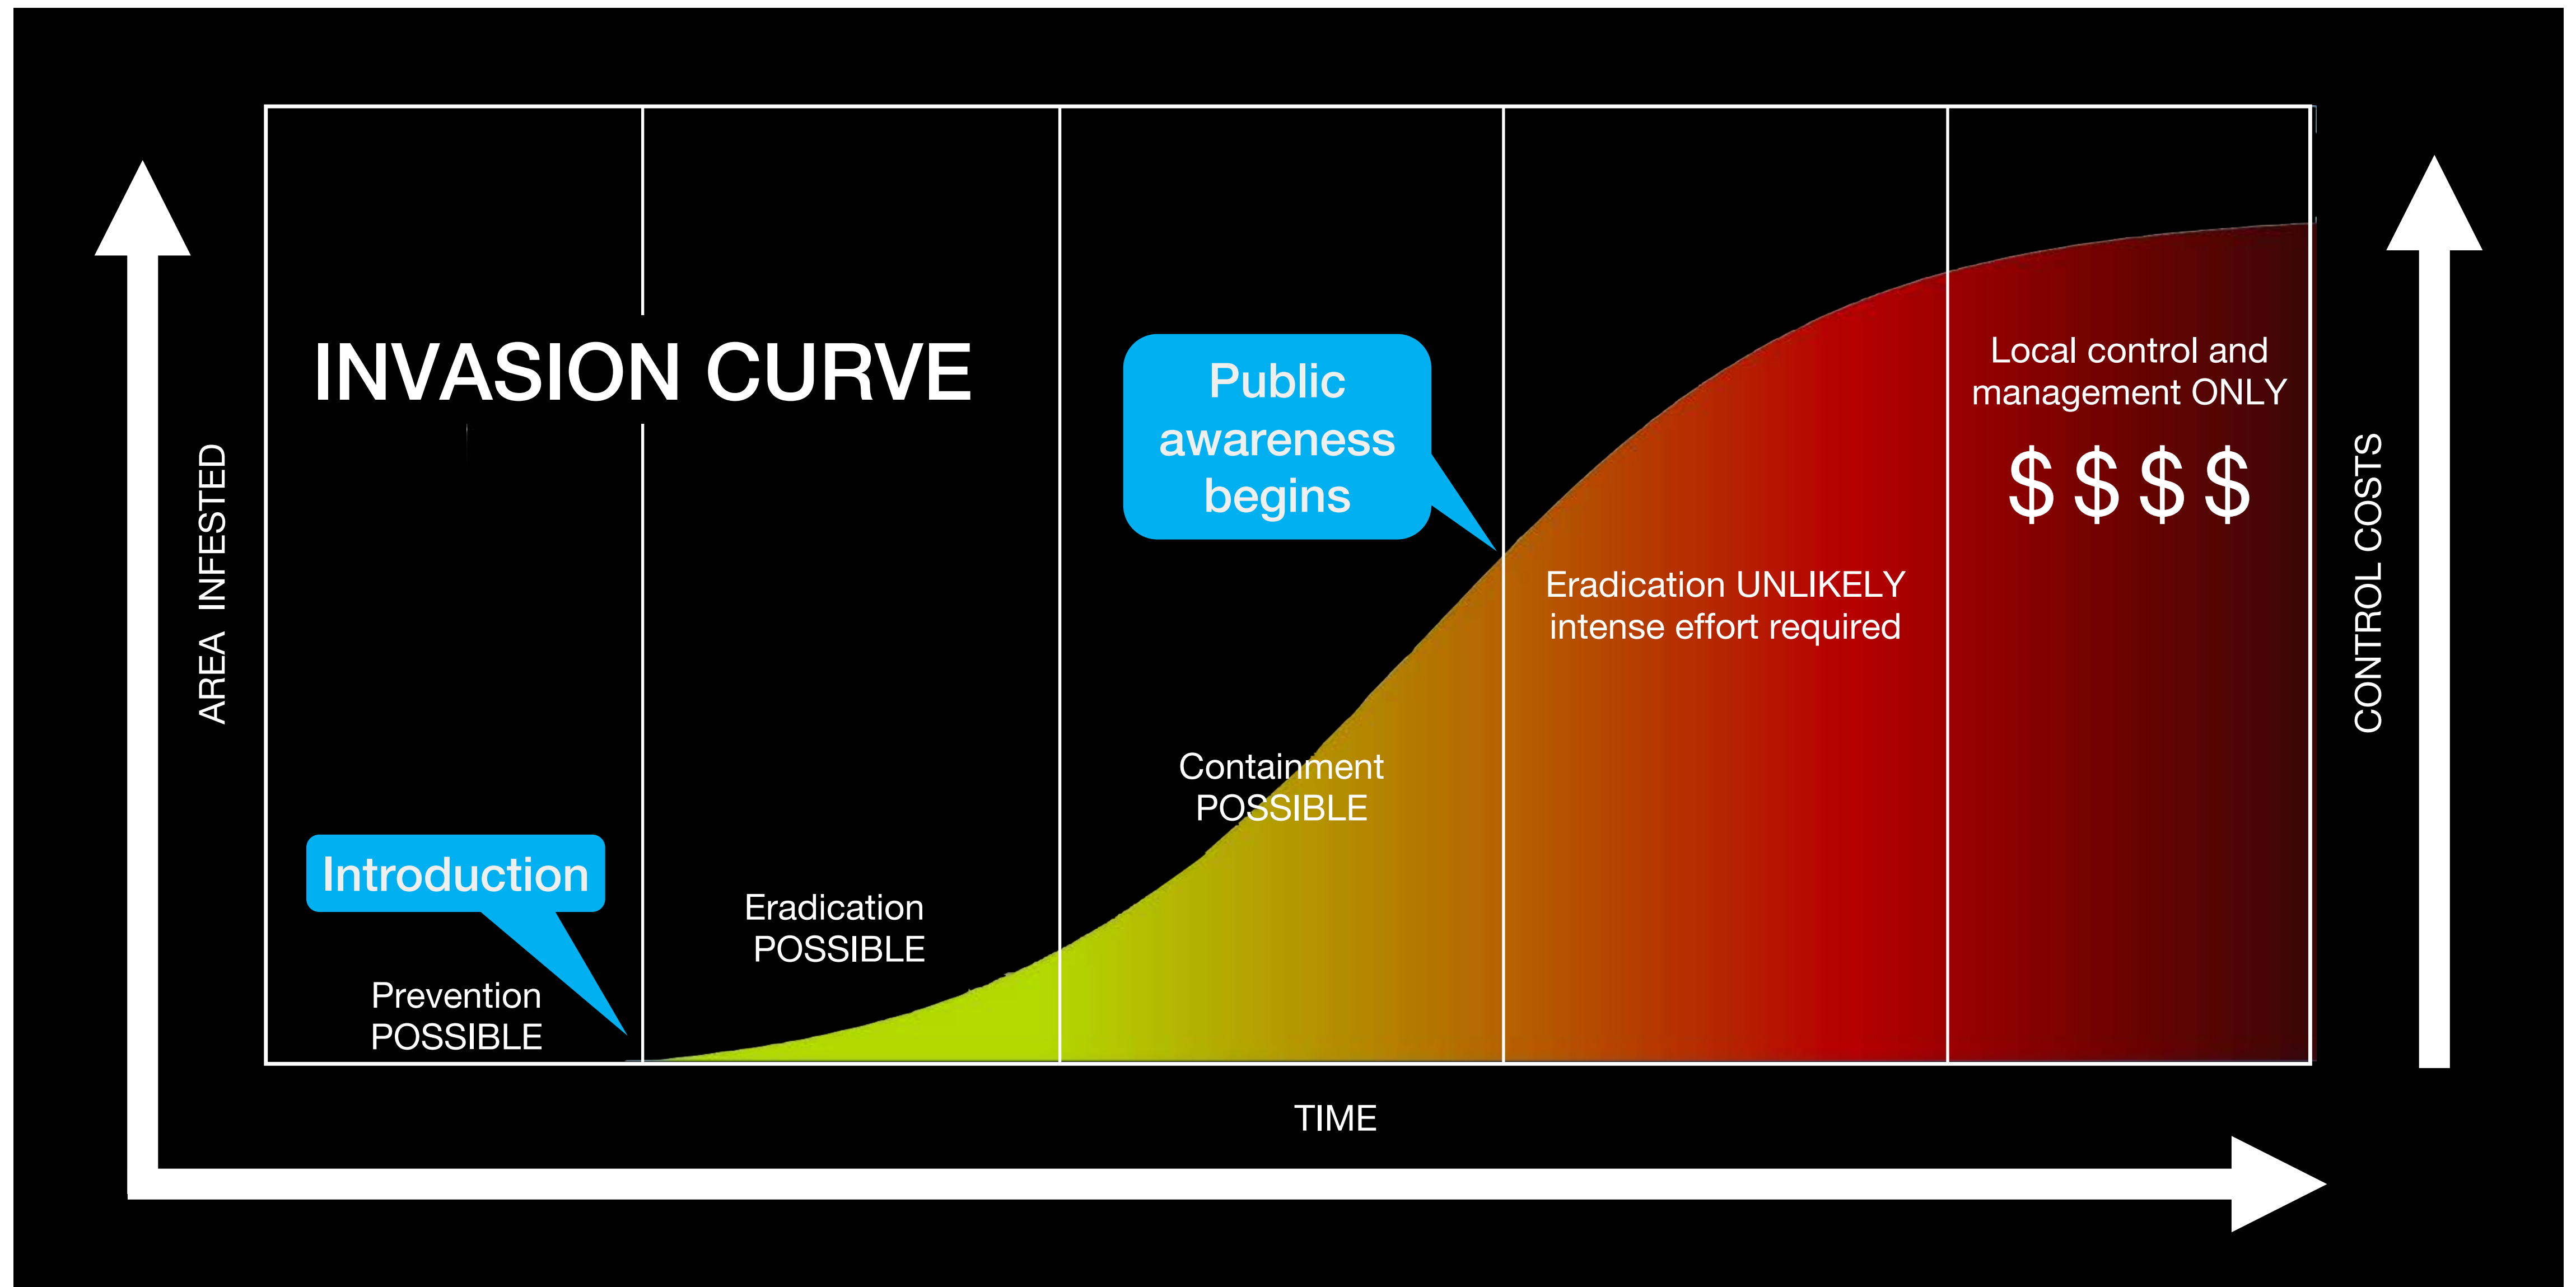 INVASION CURVE
AREA INFESTED
Introduction
Prevention
POSSIBLE
Eradication
POSSIBLE
Public
awareness
begins
Containment
POSSIBLE
Eradication UNLIKELY
intense effort required
Local control and
management ONLY
$ $ $ $
CONTROL COSTS
TIME